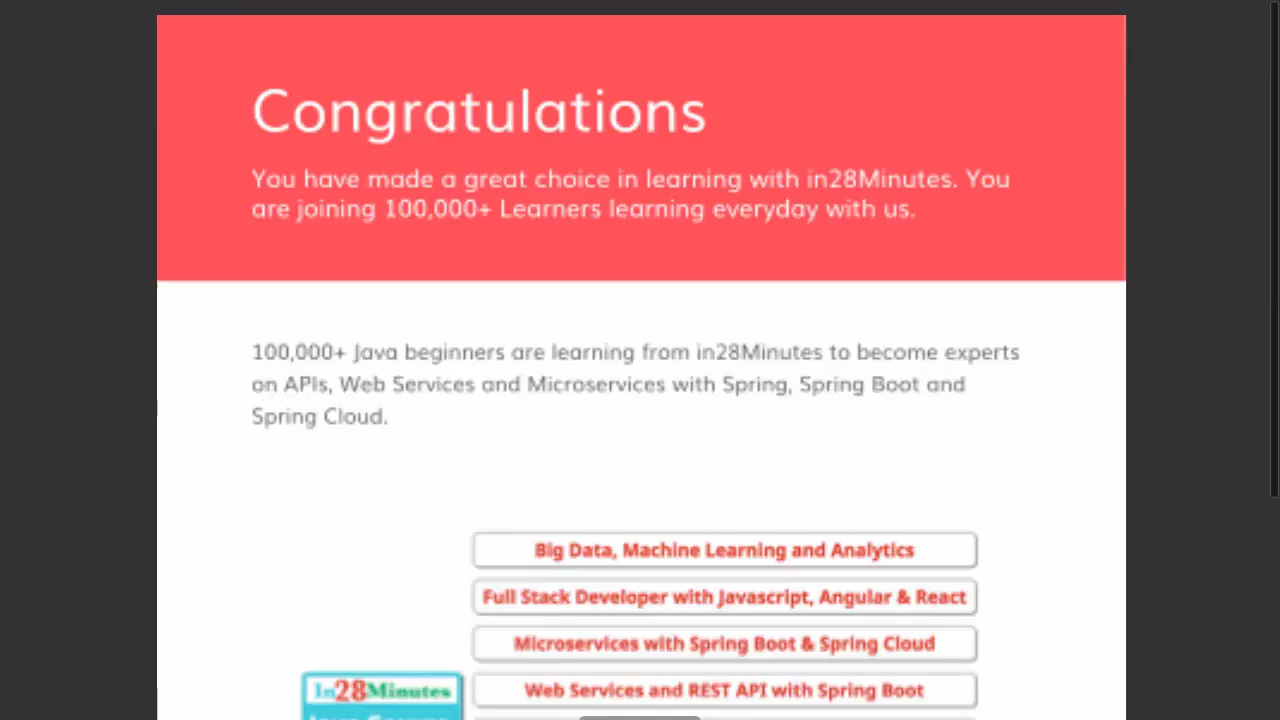 Congratulations
You have made a great choice in learning with in28Minutes. You
are joining 100,000+ Learners learning everyday with us.
100,000+ Java beginners are learning from in28Minutes to become experts
on APIs, Web Services and Microservices with Spring, Spring Boot and
Spring Cloud.
Big Data, Machine Learning and Analytics
Full Stack Developer with Javascript, Angular & React
Microservices with Spring Boot & Spring Cloud
In28Minutes
Web Services and REST API with Spring Boot